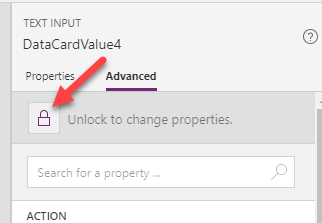 TEXT INPUT
DataCardValue4
Properties Advanced
Unlock to change properties.
Search for a property ...
ACTION